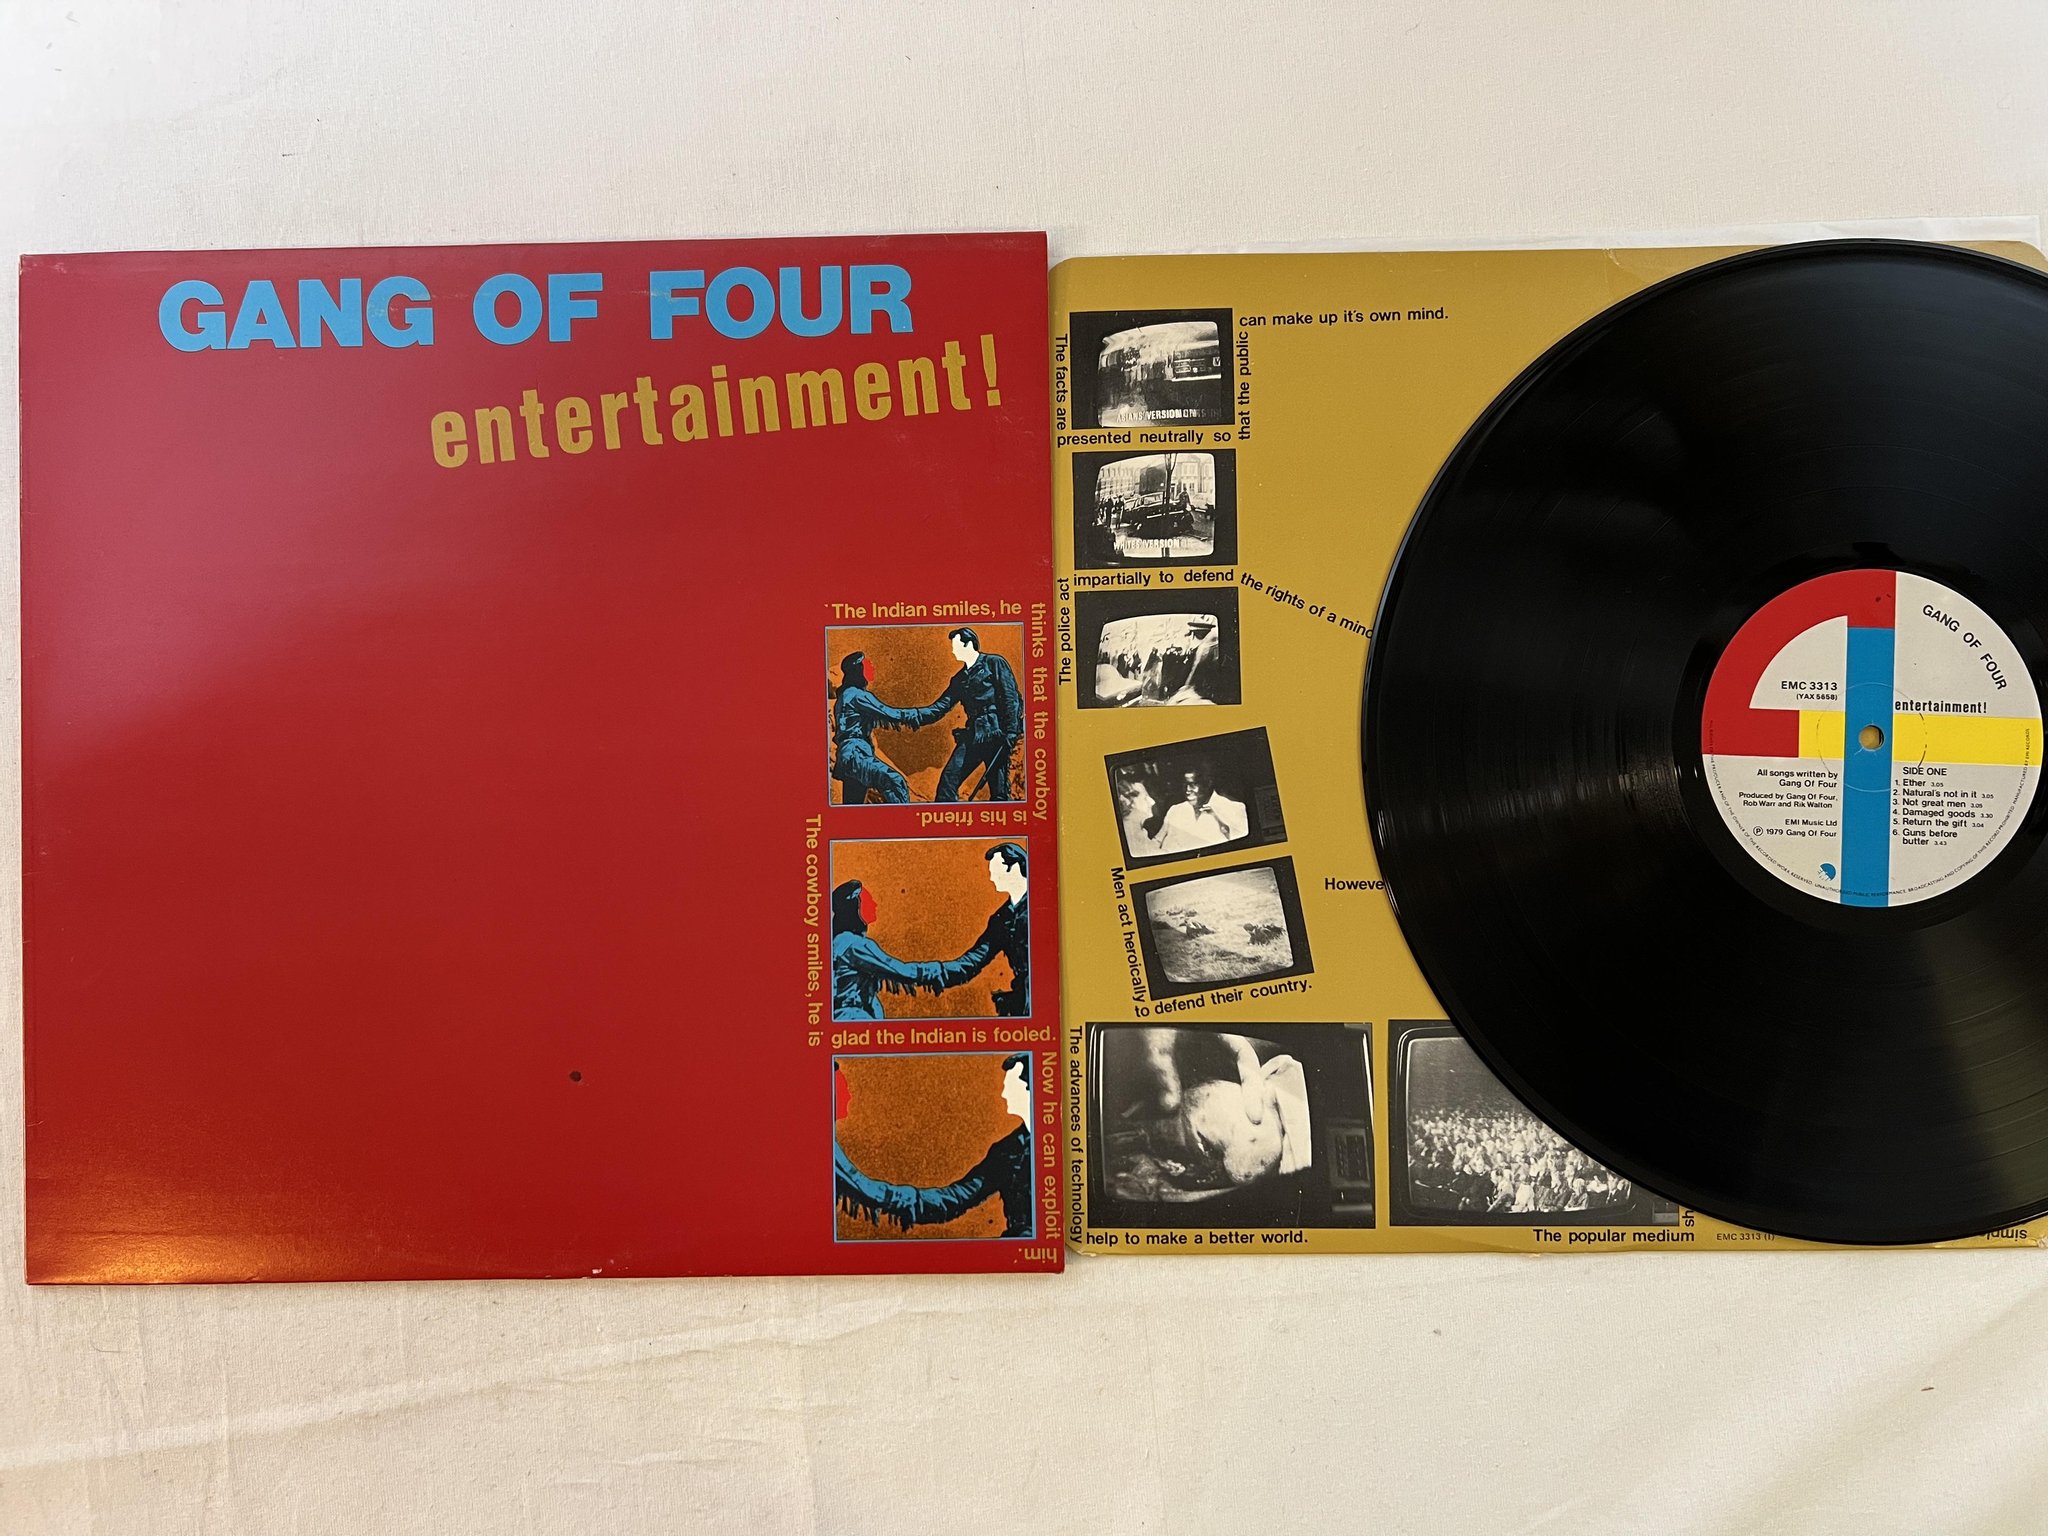 GANG OF FOUR
entertainment!
'The Indian smiles, he
thinks that the cowboy
is his friend.
The cowboy smiles, he is
glad the Indian is fooled.
Now he can exploit
him.'
The facts are
presented neutrally so
that the public
can make up it's own mind.
ASIANS' VERSION
WHITES' VERSION
The police act
impartially to defend
the rights of a
Men act heroically
to defend their country.
The advances of technology
help to make a better world.
The popular medium
EMC 3313 (1)
GANG OF FOUR
entertainment!
EMC 3313
(YAX 5658)
All songs written by
Gang Of Four
Produced by Gang Of Four,
Rob Warr and Rik Walton
EMI Music Ltd
Ⓟ 1979 Gang Of Four
SIDE ONE
1. Ether 3.05
2. Natural's not in it 3.05
3. Not great men 3.05
4. Damaged goods 3.30
5. Return the gift 3.04
6. Guns before
butter 3.43